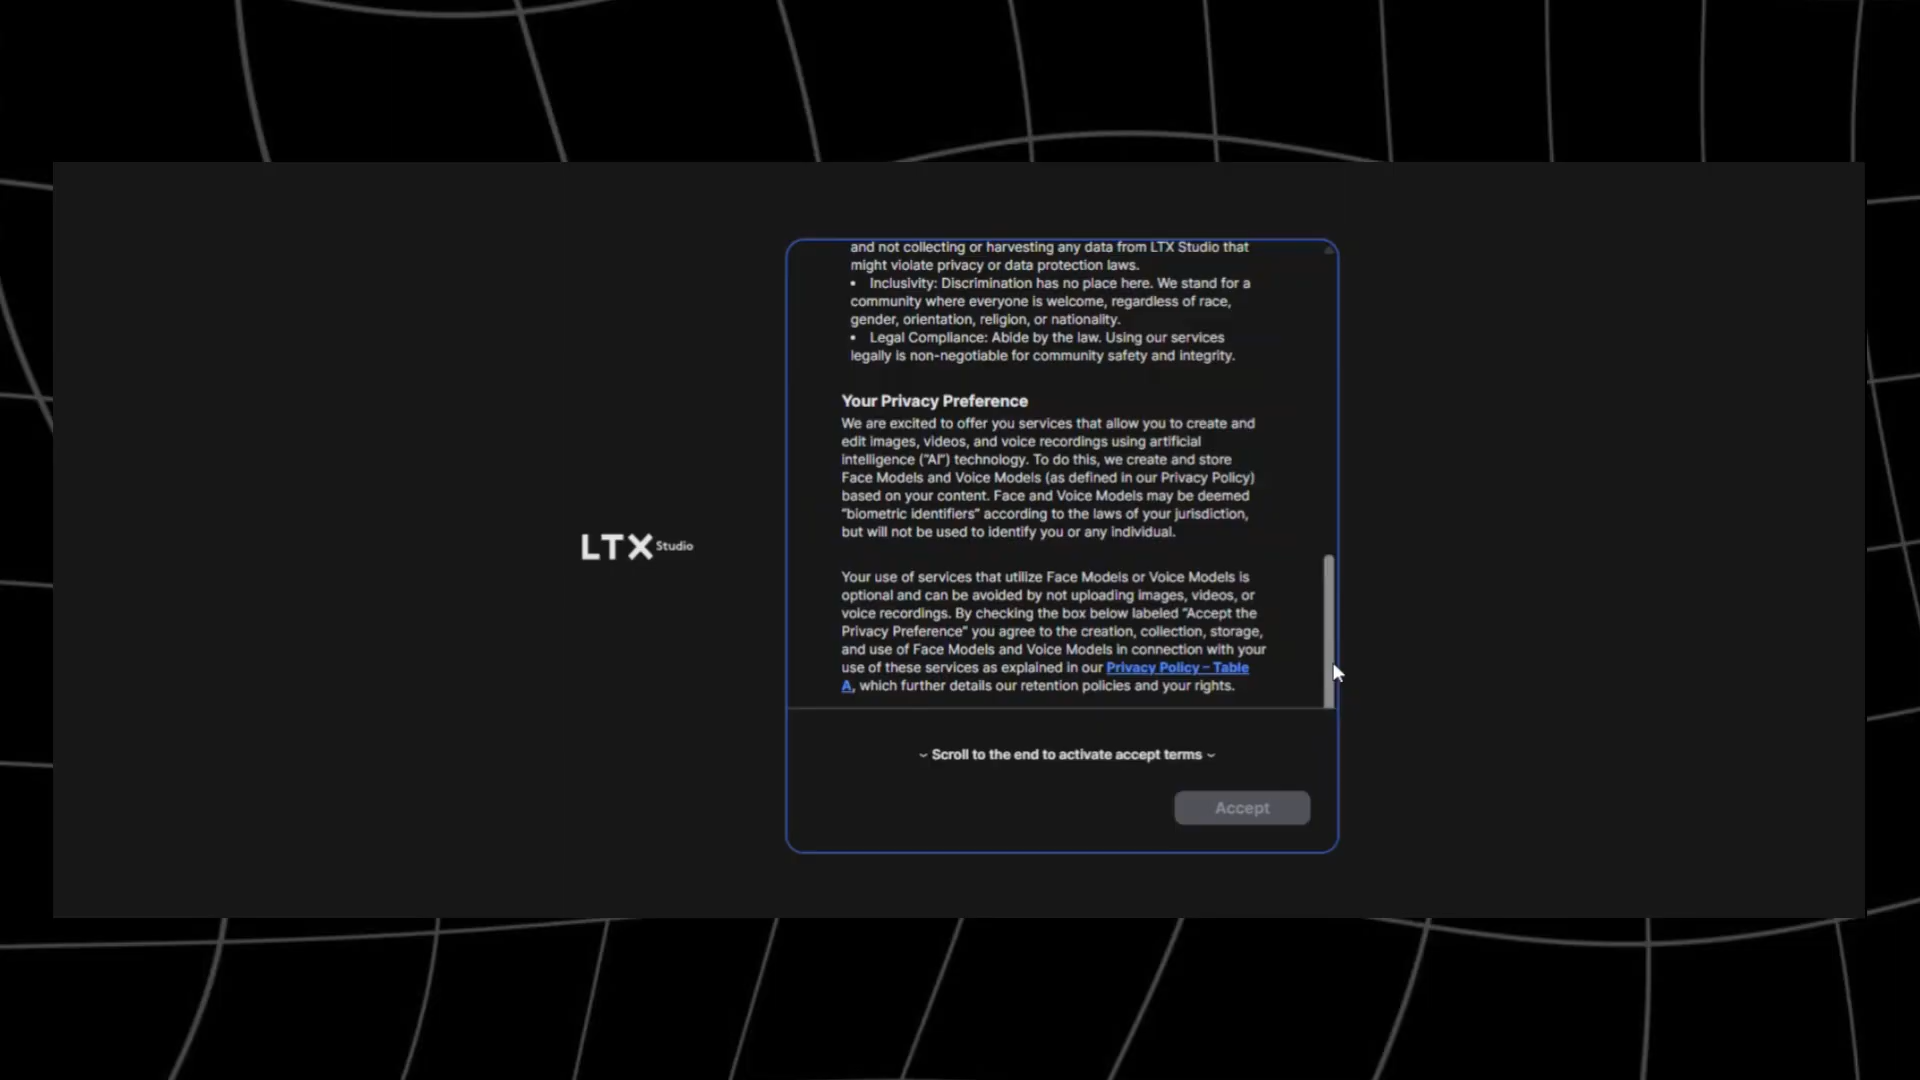 and not collecting or harvesting any data from LTX Studio that
might violate privacy or data protection laws.
• Inclusivity: Discrimination has no place here. We stand for a
community where everyone is welcome, regardless of race,
gender, orientation, religion, or nationality.
• Legal Compliance: Abide by the law. Using our services
legally is non-negotiable for community safety and integrity.
Your Privacy Preference
We are excited to offer you services that allow you to create and
edit images, videos, and voice recordings using artificial
intelligence ("AI") technology. To do this, we create and store
Face Models and Voice Models (as defined in our Privacy Policy)
based on your content. Face and Voice Models may be deemed
"biometric identifiers" according to the laws of your jurisdiction,
but will not be used to identify you or any individual.
LTX Studio
Your use of services that utilize Face Models or Voice Models is
optional and can be avoided by not uploading images, videos, or
voice recordings. By checking the box below labeled "Accept the
Privacy Preference" you agree to the creation, collection, storage,
and use of Face Models and Voice Models in connection with your
use of these services as explained in our Privacy Policy – Table
A, which further details our retention policies and your rights.
Scroll to the end to activate accept terms
Accept